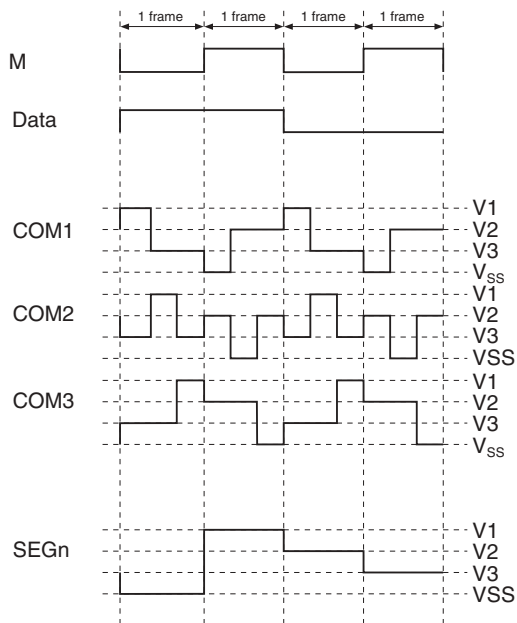 1 frame 1 frame 1 frame 1 frame
M
Data
V1
COM1
V2
V3
VSS
V1
COM2
V2
V3
VSS
V1
COM3
V2
V3
VSS
V1
SEGn
V2
V3
VSS